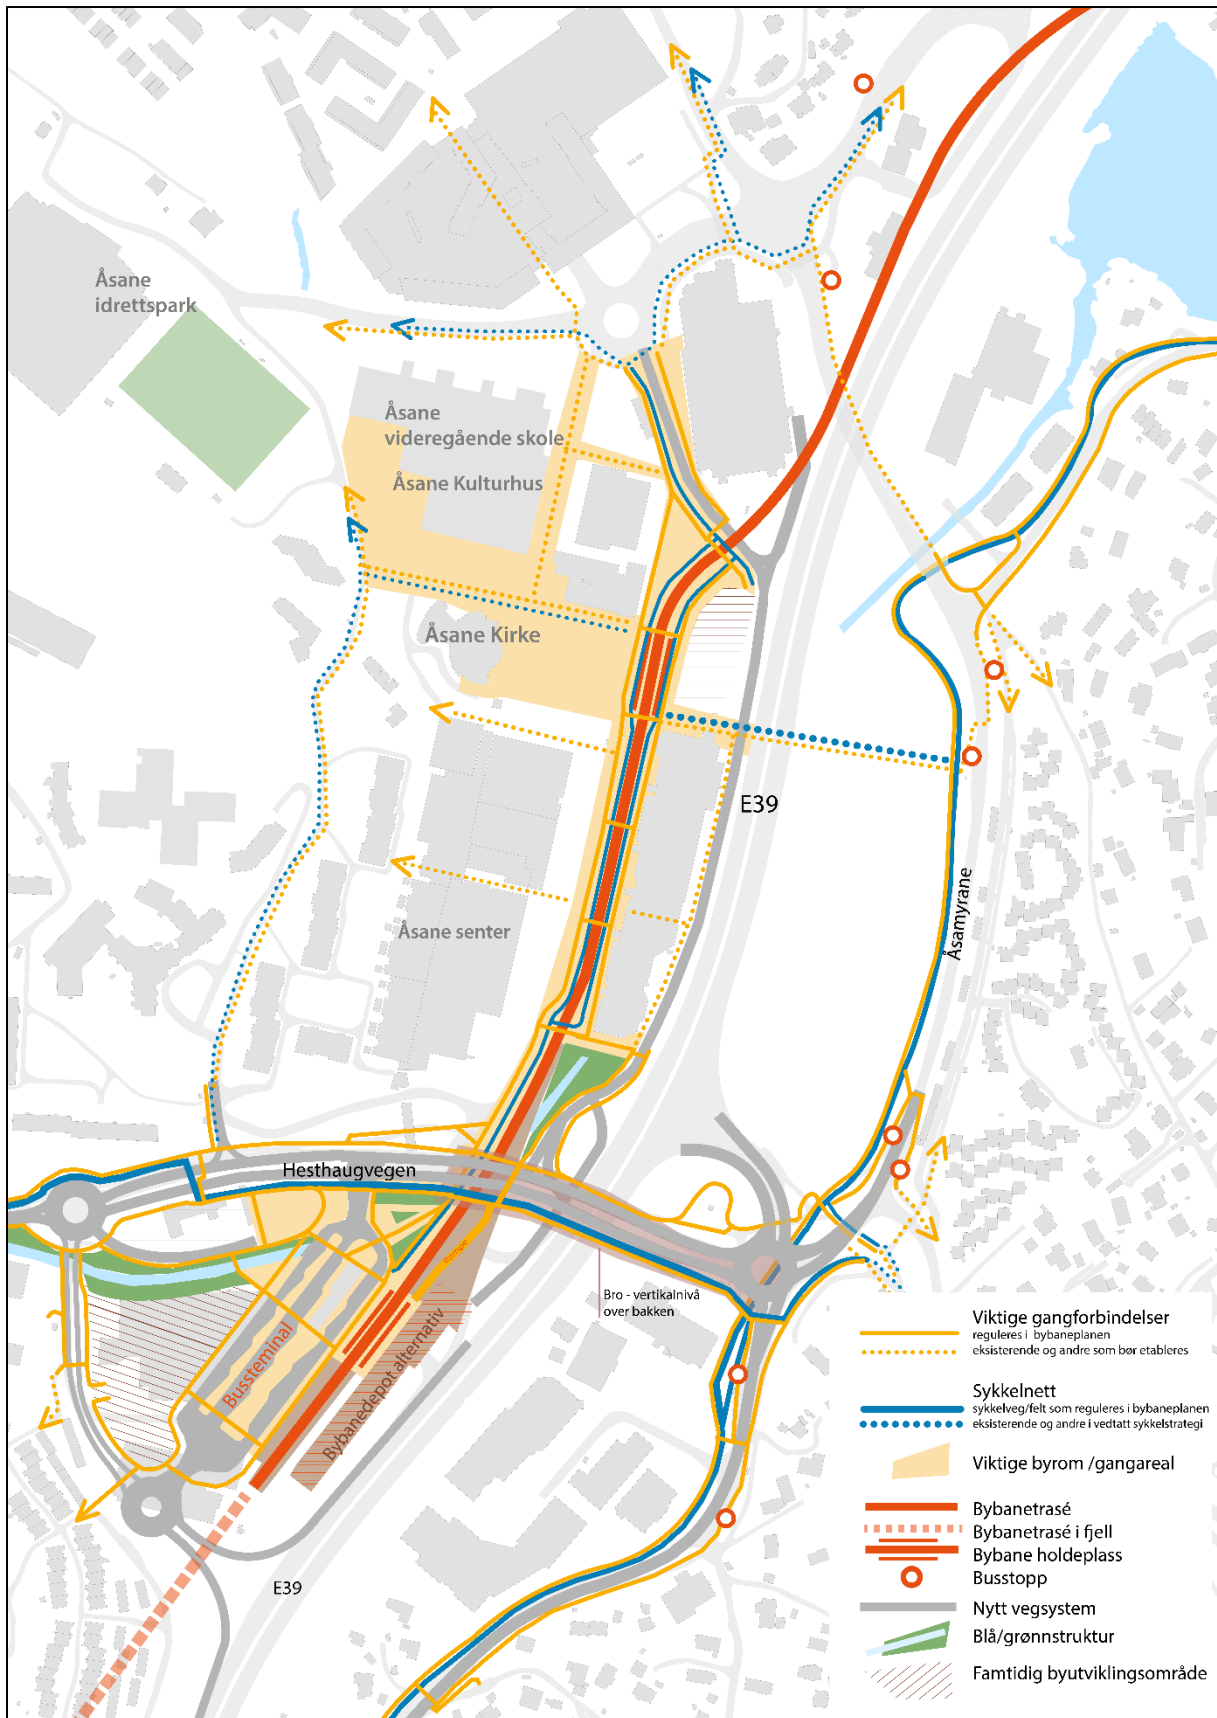 Åsane
idrettspark
Åsane
videregående skole
Åsane Kulturhus
Åsane Kirke
E39
Åsane senter
Åsamyrane
Hesthaugvegen
Rampe
Bro - vertikalnivå
over bakken
Bussteminal
Bybanedepot alternativ
E39
Viktige gangforbindelser
reguleres i bybaneplanen
eksisterende og andre som bør etableres
Sykkelnett
sykkelveg/felt som reguleres i bybaneplanen
eksisterende og andre i vedtatt sykkelstrategi
Viktige byrom /gangareal
Bybanetrasé
Bybanetrasé i fjell
Bybane holdeplass
Busstopp
Nytt vegsystem
Blå/grønnstruktur
Famtidig byutviklingsområde